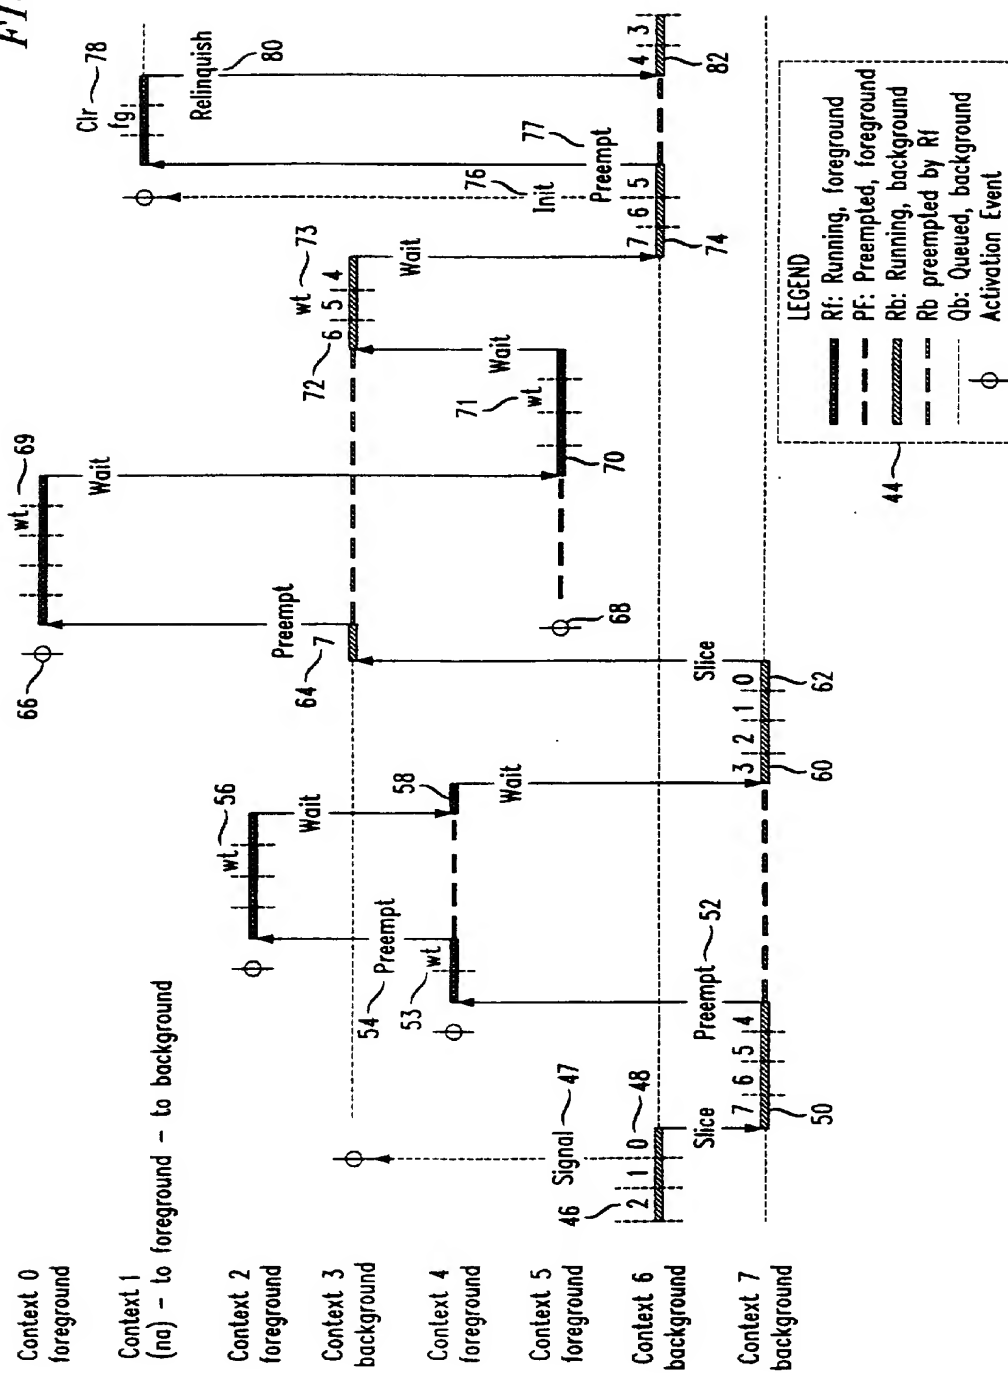 FI
Context 0
foreground
66
wt
69
Preempt
Wait
Context 1
(na) – to foreground – to background
Clr
78
fg
Relinquish
80
Context 2
foreground
wt
56
Wait
Context 3
background
64
7
72
6 5 4
wt
73
Wait
Context 4
foreground
54
Preempt
53
wt
58
Wait
Context 5
foreground
68
70
71
wt
Wait
76
Init
Preempt
77
Context 6
background
46
2 1 0
48
Signal
47
Slice
Preempt
52
Slice
74
7 6 5
4 3
82
Context 7
background
50
7 6 5 4
60
3 2 1 0
62
44
LEGEND
Rf: Running, foreground
PF: Preempted, foreground
Rb: Running, background
Rb preempted by Rf
Qb: Queued, background
Activation Event